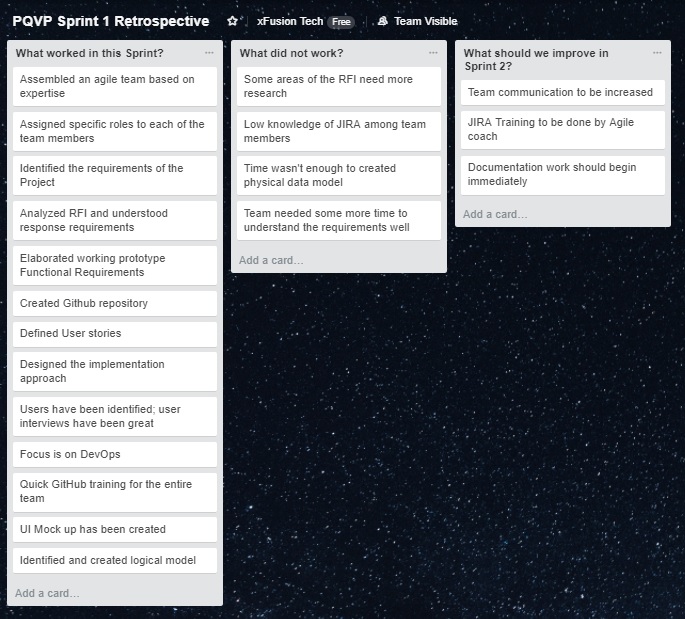 PQVP Sprint 1 Retrospective
xFusion Tech Free
Team Visible
What worked in this Sprint?
Assembled an agile team based on
expertise
Assigned specific roles to each of the
team members
Identified the requirements of the
Project
Analyzed RFI and understood
response requirements
Elaborated working prototype
Functional Requirements
Created Github repository
Defined User stories
Designed the implementation
approach
Users have been identified; user
interviews have been great
Focus is on DevOps
Quick GitHub training for the entire
team
UI Mock up has been created
Identified and created logical model
Add a card...
What did not work?
Some areas of the RFI need more
research
Low knowledge of JIRA among team
members
Time wasn't enough to created
physical data model
Team needed some more time to
understand the requirements well
Add a card...
What should we improve in
Sprint 2?
Team communication to be increased
JIRA Training to be done by Agile
coach
Documentation work should begin
immediately
Add a card...